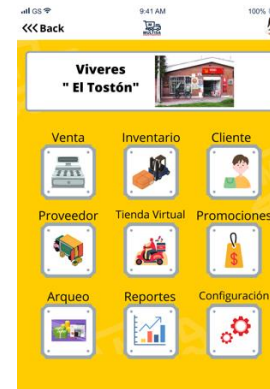 GS
9:41 AM
100%
<<< Back
MULTIDA
Viveres
" El Tostón"
Venta
Inventario
Cliente
Proveedor
Tienda Virtual
Promociones
$
Arqueo
Reportes
Configuración